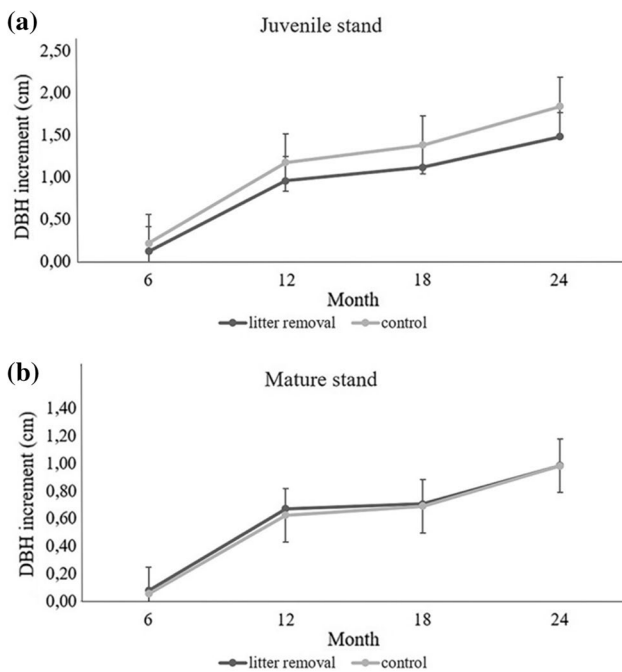 (a)
Juvenile stand
DBH increment (cm)
2,50
2,00
1,50
1,00
0,50
0,00
6 12 18 24
Month
litter removal control
(b)
Mature stand
DBH increment (cm)
1,40
1,20
1,00
0,80
0,60
0,40
0,20
0,00
6 12 18 24
Month
litter removal control